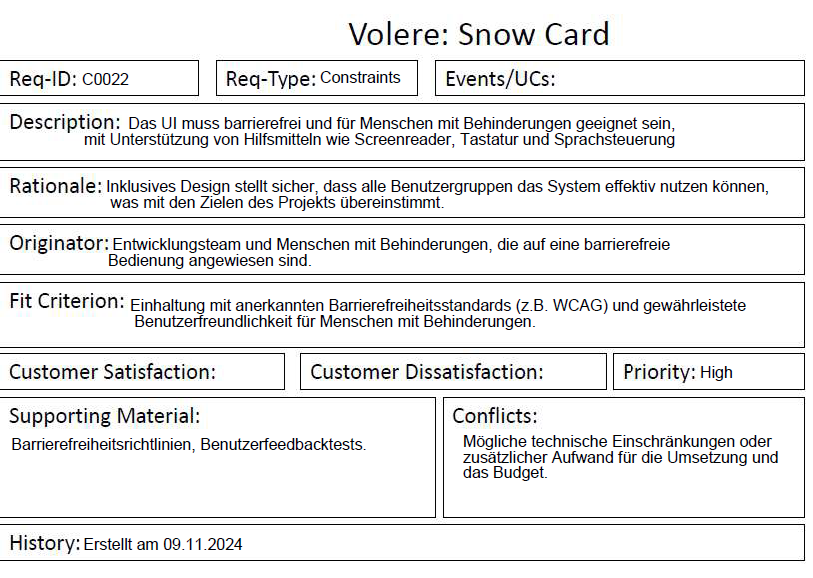 Volere: Snow Card
Req-ID: C0022
Req-Type: Constraints
Events/UCs:
Description: Das UI muss barrierefrei und für Menschen mit Behinderungen geeignet sein,
mit Unterstützung von Hilfsmitteln wie Screenreader, Tastatur und Sprachsteuerung
Rationale: Inklusives Design stellt sicher, dass alle Benutzergruppen das System effektiv nutzen können,
was mit den Zielen des Projekts übereinstimmt.
Originator: Entwicklungsteam und Menschen mit Behinderungen, die auf eine barrierefreie
Bedienung angewiesen sind.
Fit Criterion: Einhaltung mit anerkannten Barrierefreiheitsstandards (z.B. WCAG) und gewährleistete
Benutzerfreundlichkeit für Menschen mit Behinderungen.
Customer Satisfaction:
Customer Dissatisfaction:
Priority: High
Supporting Material:
Barrierefreiheitsrichtlinien, Benutzerfeedbacktests.
Conflicts:
Mögliche technische Einschränkungen oder
zusätzlicher Aufwand für die Umsetzung und
das Budget.
History: Erstellt am 09.11.2024